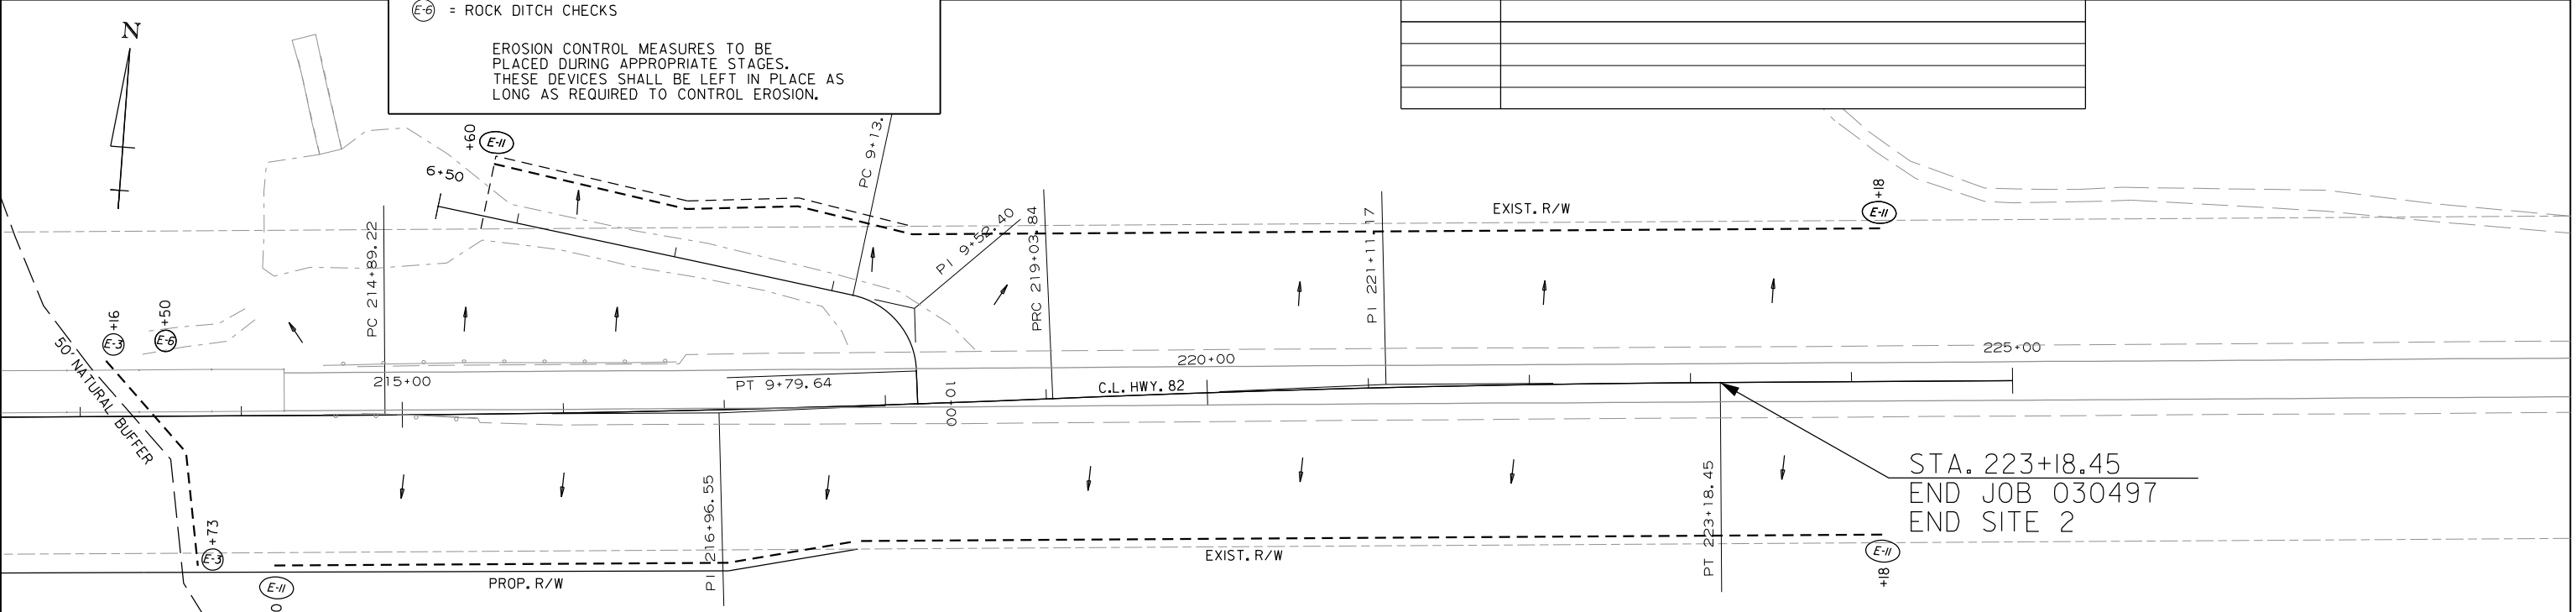 E-6 = ROCK DITCH CHECKS
EROSION CONTROL MEASURES TO BE
PLACED DURING APPROPRIATE STAGES.
THESE DEVICES SHALL BE LEFT IN PLACE AS
LONG AS REQUIRED TO CONTROL EROSION.
N
+60
E-11
6+50
PC 9+13.
PI 9+52.40
PC 214+89.22
PRC 219+03.84
PI 221+11.17
EXIST. R/W
+18
E-11
+16
E-3
+50
E-6
50' NATURAL BUFFER
215+00
PT 9+79.64
10+00
C.L. HWY. 82
220+00
225+00
STA. 223+18.45
END JOB 030497
END SITE 2
+73
E-3
E-11
0
PROP. R/W
PI 216+96.55
EXIST. R/W
PT 223+18.45
E-11
+18